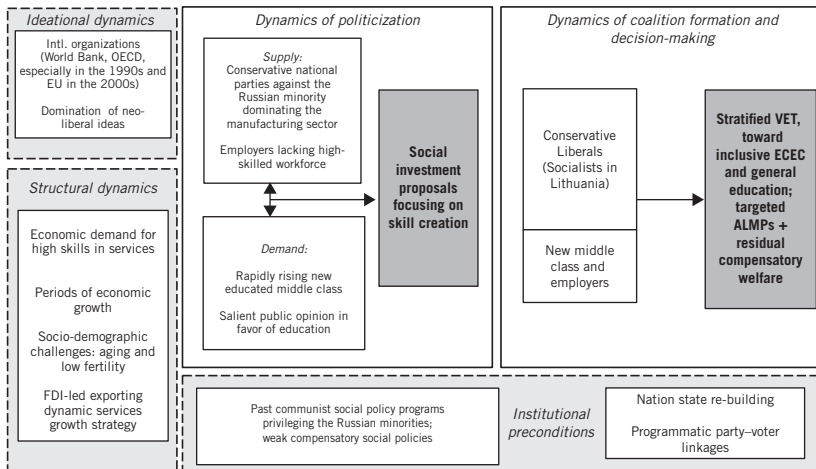 Ideational dynamics
Intl. organizations
(World Bank, OECD,
especially in the 1990s and
EU in the 2000s)
Domination of neo-
liberal ideas
Structural dynamics
Economic demand for
high skills in services
Periods of economic
growth
Socio-demographic
challenges: aging and
low fertility
FDI-led exporting
dynamic services
growth strategy
Dynamics of politicization
Supply:
Conservative national
parties against the
Russian minority
dominating the
manufacturing sector
Employers lacking high-
skilled workforce
Demand:
Rapidly rising new
educated middle class
Salient public opinion in
favor of education
Social
investment
proposals
focusing on
skill creation
Dynamics of coalition formation and
decision-making
Conservative
Liberals
(Socialists in
Lithuania)
New middle
class and
employers
Stratified VET,
toward
inclusive ECEC
and general
education;
targeted
ALMPs +
residual
compensatory
welfare
Past communist social policy programs
privileging the Russian minorities;
weak compensatory social policies
Institutional
preconditions
Nation state re-building
Programmatic party–voter
linkages